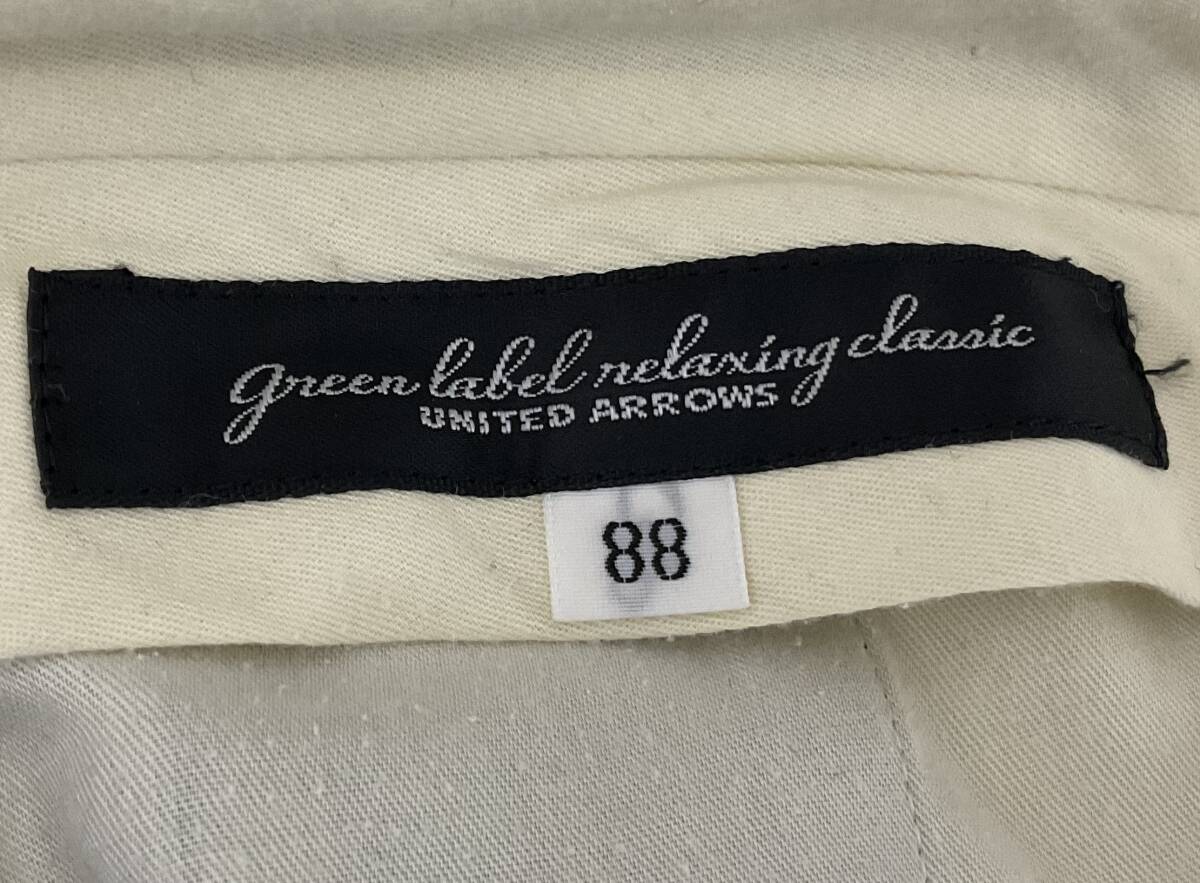 green label relaxing classic
UNITED ARROWS
88